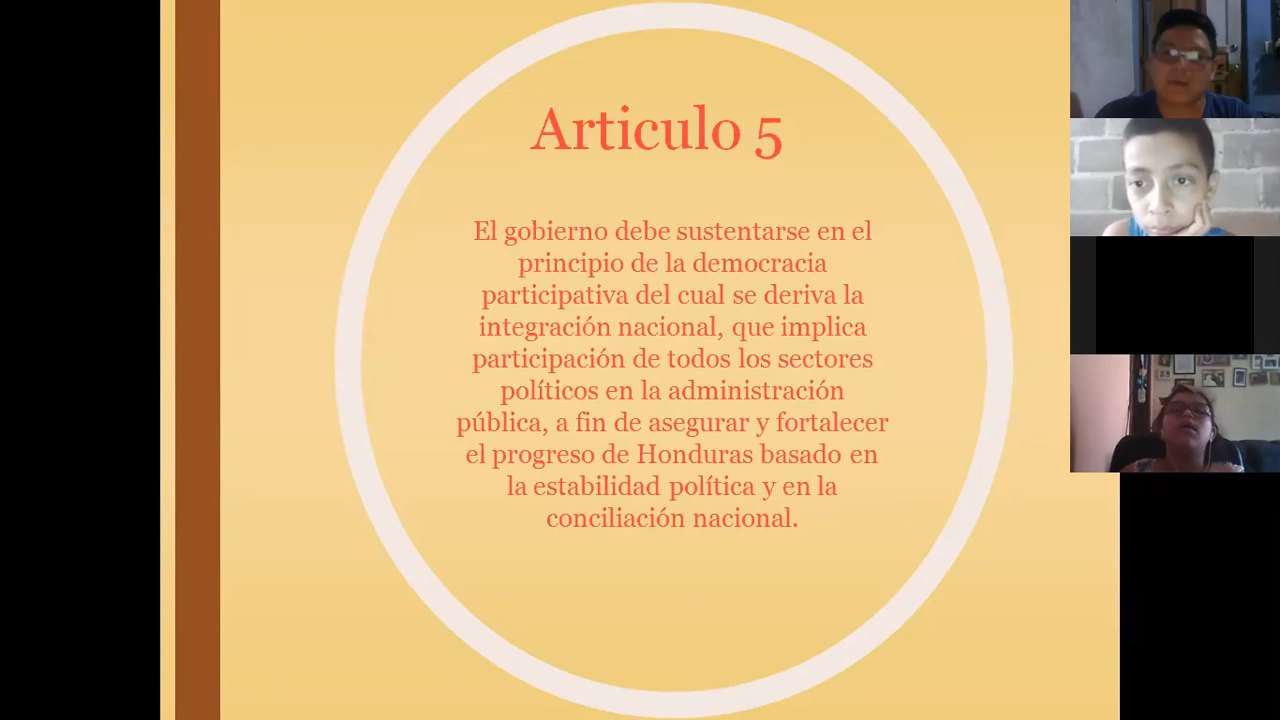 Articulo 5
El gobierno debe sustentarse en el
principio de la democracia
participativa del cual se deriva la
integración nacional, que implica
participación de todos los sectores
políticos en la administración
pública, a fin de asegurar y fortalecer
el progreso de Honduras basado en
la estabilidad política y en la
conciliación nacional.